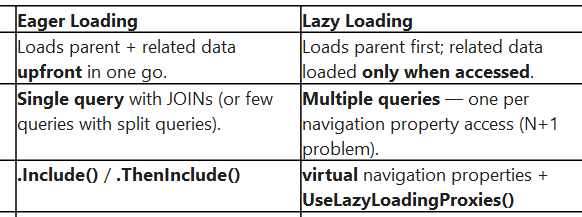 Eager Loading
Lazy Loading
Loads parent + related data
upfront in one go.
Loads parent first; related data
loaded only when accessed.
Single query with JOINs (or few
queries with split queries).
Multiple queries — one per
navigation property access (N+1
problem).
.Include() / .ThenInclude()
virtual navigation properties +
UseLazyLoadingProxies()